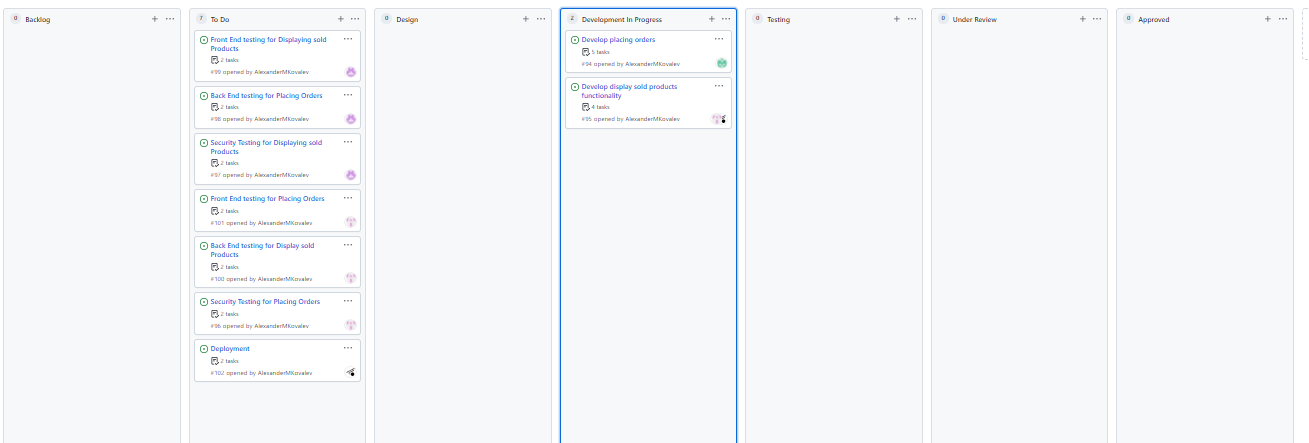 0 Backlog
7 To Do
Front End testing for Displaying sold
Products
2 tasks
#99 opened by AlexanderMKovalev
Back End testing for Placing Orders
2 tasks
#98 opened by AlexanderMKovalev
Security Testing for Displaying sold
Products
2 tasks
#97 opened by AlexanderMKovalev
Front End testing for Placing Orders
2 tasks
#101 opened by AlexanderMKovalev
Back End testing for Display sold
Products
2 tasks
#100 opened by AlexanderMKovalev
Security Testing for Placing Orders
2 tasks
#96 opened by AlexanderMKovalev
Deployment
2 tasks
#102 opened by AlexanderMKovalev
0 Design
2 Development In Progress
Develop placing orders
5 tasks
#94 opened by AlexanderMKovalev
Develop display sold products
functionality
4 tasks
#95 opened by AlexanderMKovalev
0 Testing
0 Under Review
0 Approved